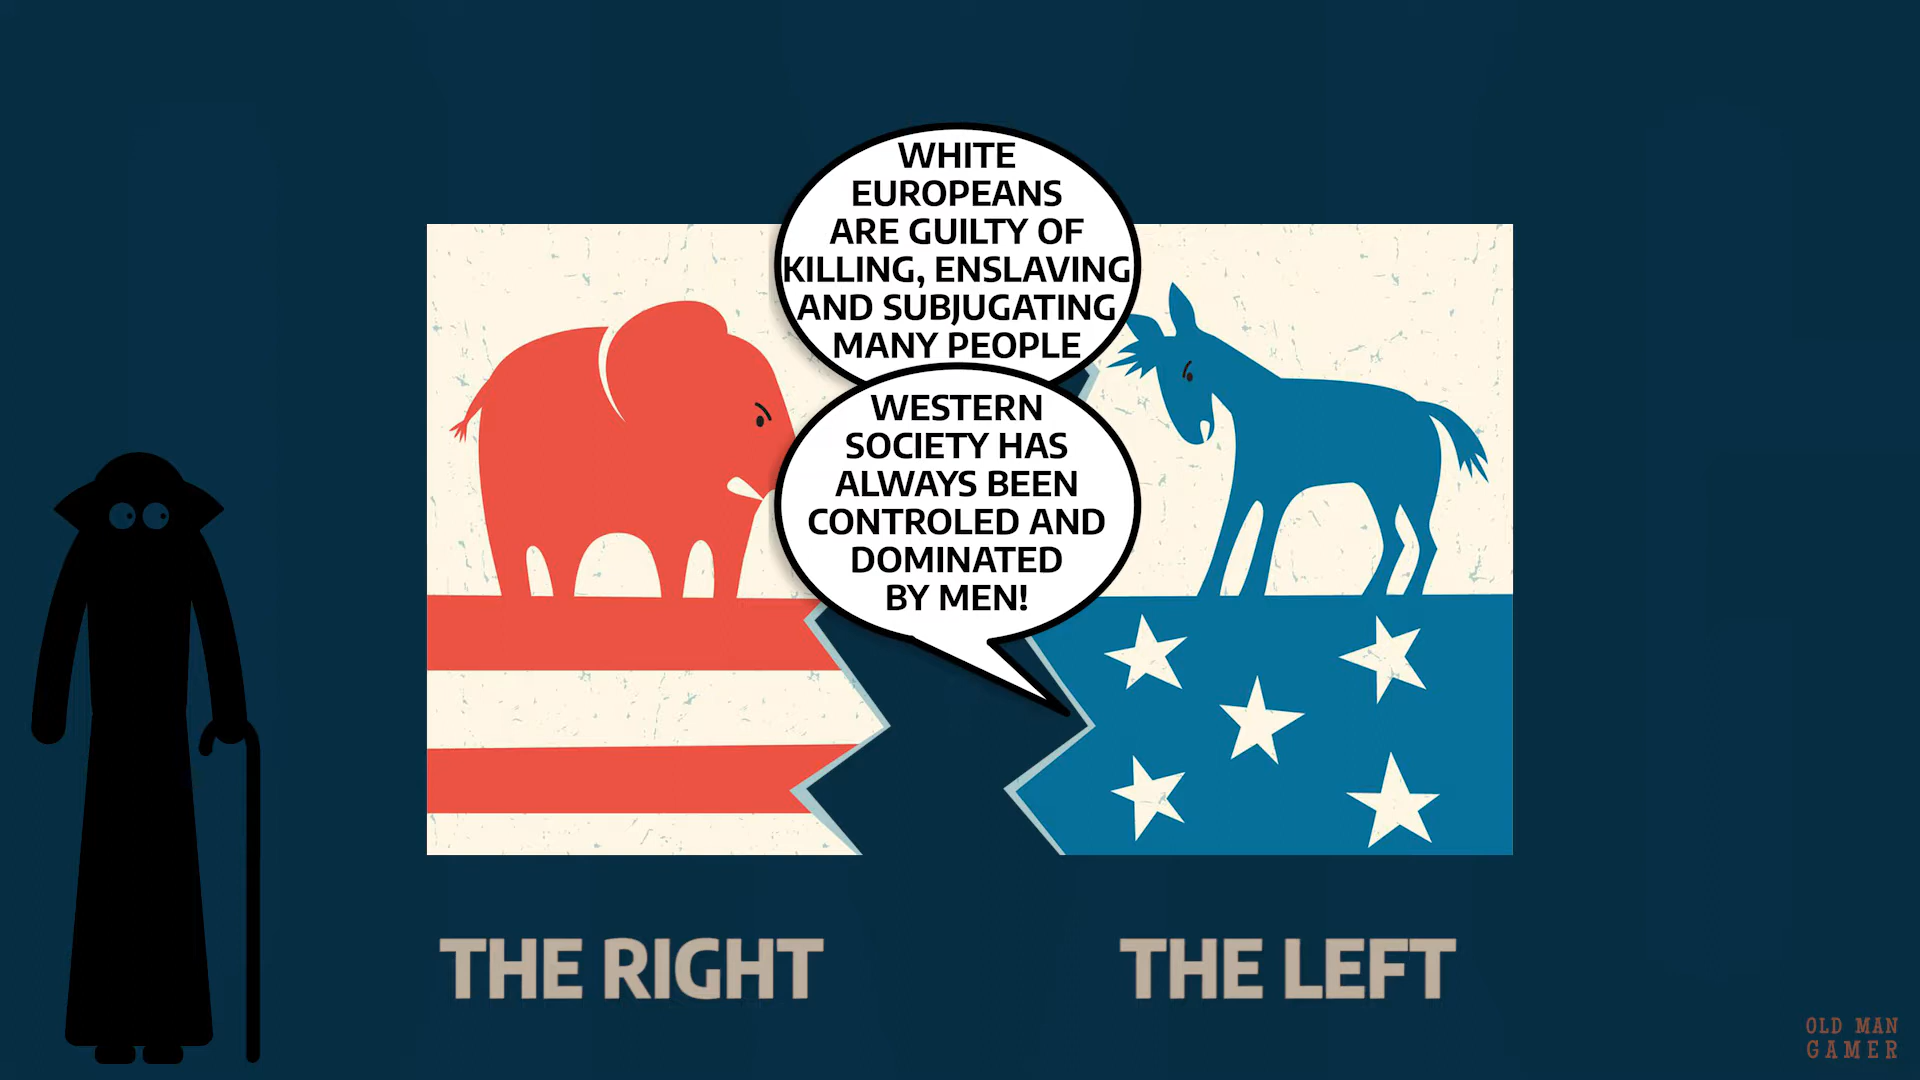 WHITE
EUROPEANS
ARE GUILTY OF
KILLING, ENSLAVING
AND SUBJUGATING
MANY PEOPLE
WESTERN
SOCIETY HAS
ALWAYS BEEN
CONTROLED AND
DOMINATED
BY MEN!
THE RIGHT
THE LEFT
OLD MAN
GAMER